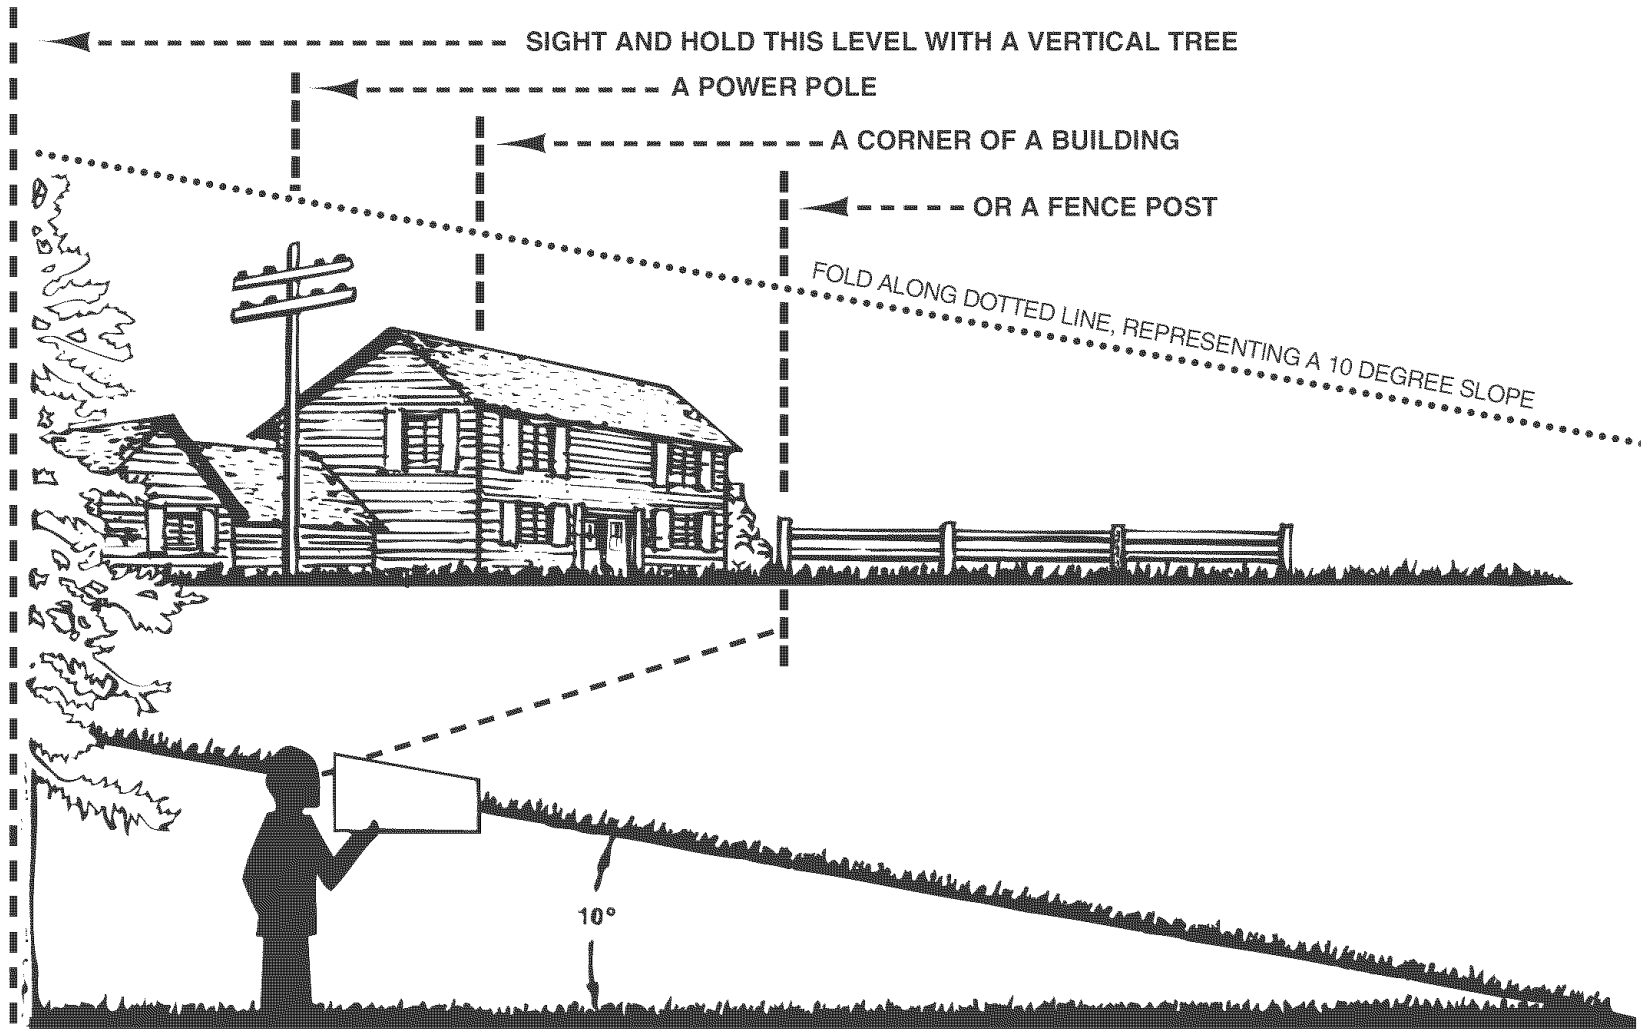 SIGHT AND HOLD THIS LEVEL WITH A VERTICAL TREE
A POWER POLE
A CORNER OF A BUILDING
OR A FENCE POST
FOLD ALONG DOTTED LINE, REPRESENTING A 10 DEGREE SLOPE
10°